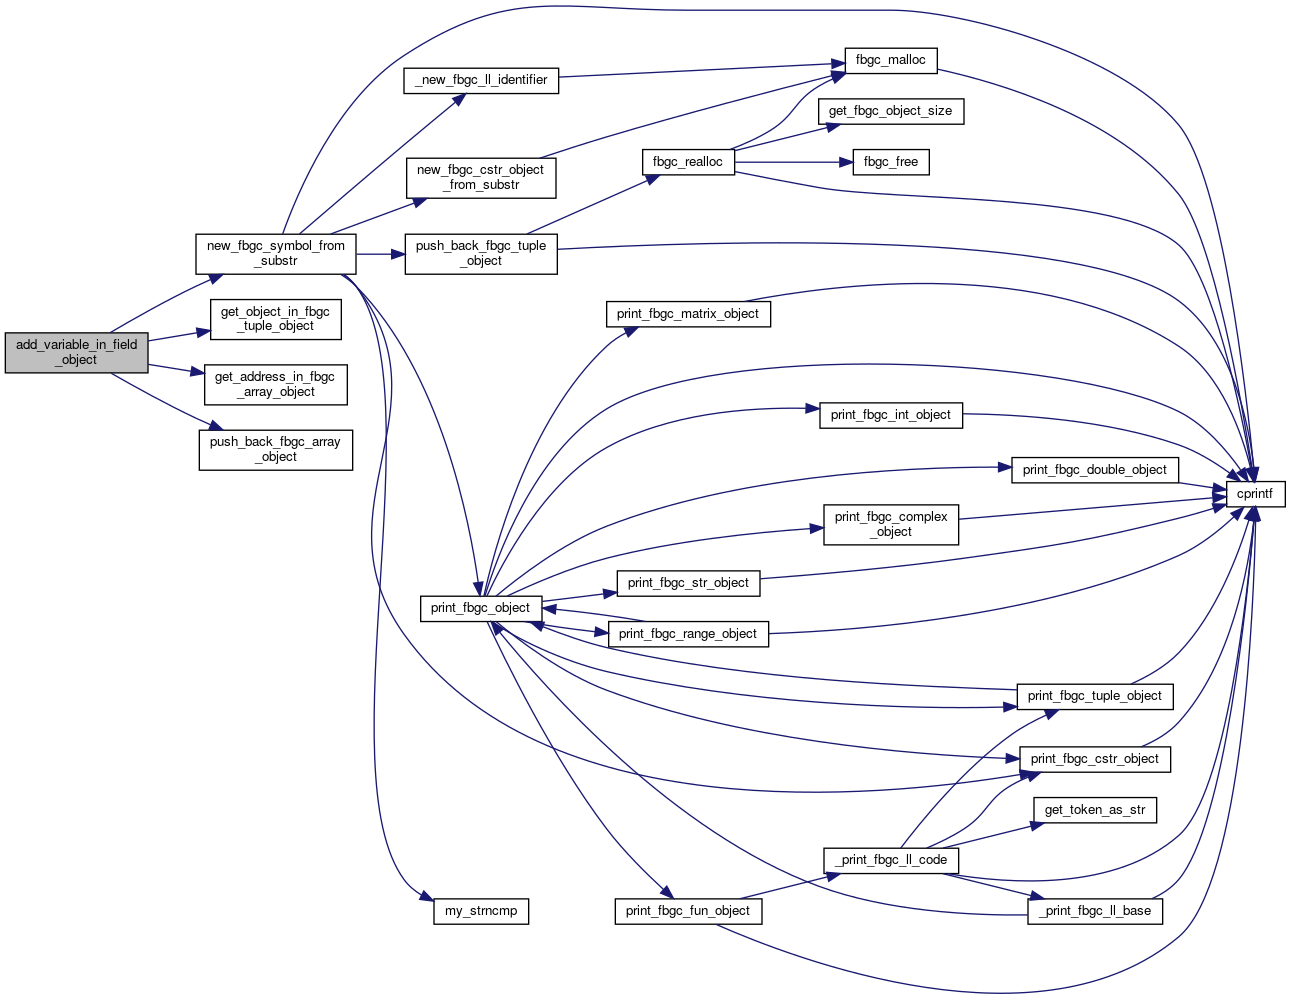 fbgc_malloc
_new_fbgc_ll_identifier
get_fbgc_object_size
fbgc_realloc
fbgc_free
new_fbgc_cstr_object
_from_substr
new_fbgc_symbol_from
_substr
push_back_fbgc_tuple
_object
get_object_in_fbgc
_tuple_object
print_fbgc_matrix_object
add_variable_in_field
_object
get_address_in_fbgc
_array_object
print_fbgc_int_object
push_back_fbgc_array
_object
print_fbgc_double_object
cprintf
print_fbgc_complex
_object
print_fbgc_str_object
print_fbgc_object
print_fbgc_range_object
print_fbgc_tuple_object
print_fbgc_cstr_object
get_token_as_str
_print_fbgc_ll_code
my_strncmp
print_fbgc_fun_object
_print_fbgc_ll_base